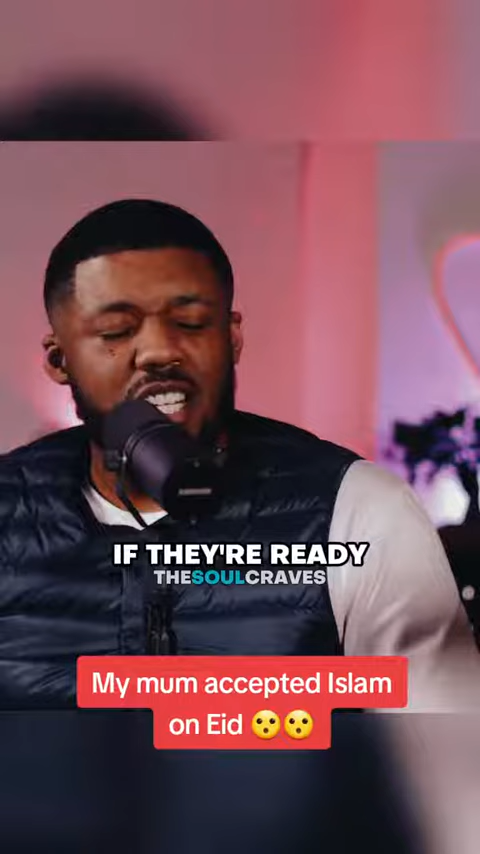 IF THEY'RE READY
THESOULCRAVES
My mum accepted Islam
on Eid 😮😮